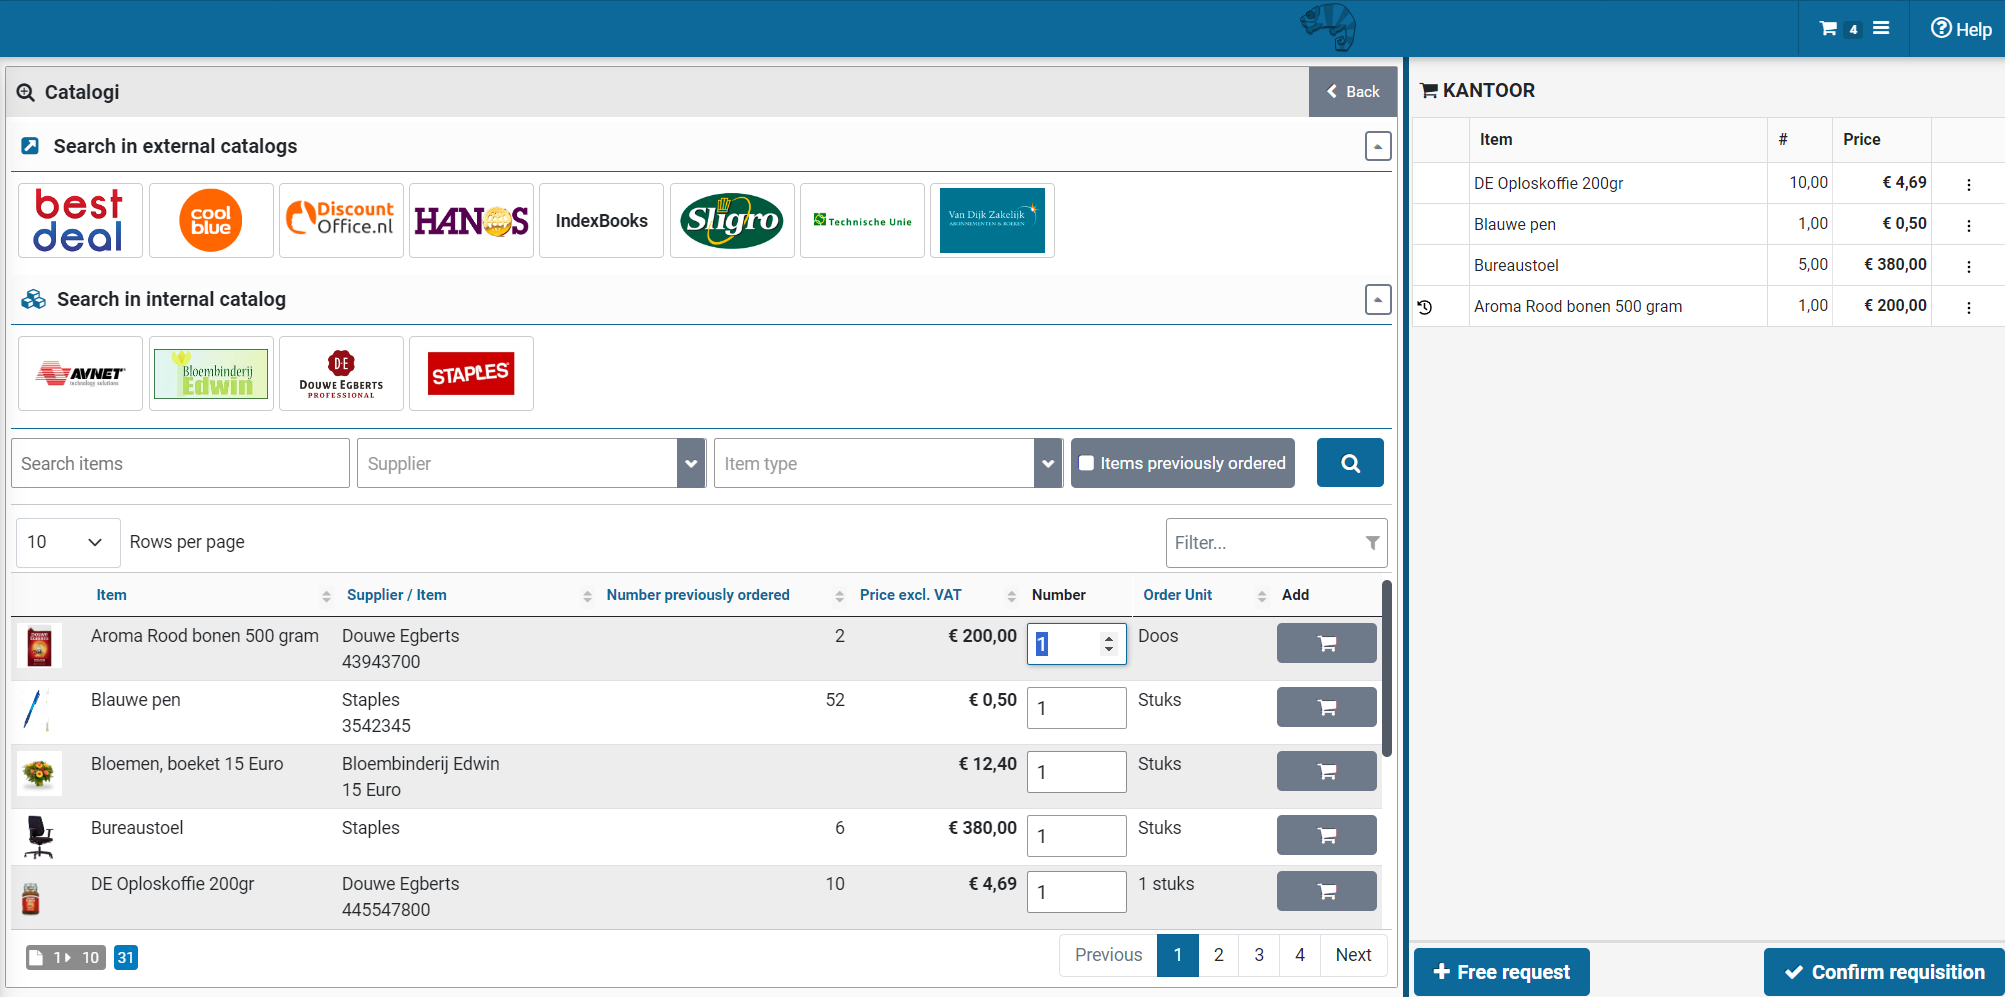 4
Help
Catalogi
Back
Search in external catalogs
best deal
cool blue
Discount Office.nl
HANOS
IndexBooks
Sligro
Technische Unie
Van Dijk Zakelijk
ABONNEMENTEN & BOEKEN
Search in internal catalog
AVNET
technology solutions
Bloembinderij
Edwin
D·E
DOUWE EGBERTS
PROFESSIONAL
STAPLES
Search items
Supplier
Item type
Items previously ordered
10 Rows per page
Filter...
Item Supplier / Item Number previously ordered Price excl. VAT Number Order Unit Add
Aroma Rood bonen 500 gram Douwe Egberts 2 € 200,00 1 Doos
43943700
Blauwe pen Staples 52 € 0,50 1 Stuks
3542345
Bloemen, boeket 15 Euro Bloembinderij Edwin € 12,40 1 Stuks
15 Euro
Bureaustoel Staples 6 € 380,00 1 Stuks
DE Oploskoffie 200gr Douwe Egberts 10 € 4,69 1 1 stuks
445547800
1 10 31
Previous 1 2 3 4 Next
KANTOOR
Item # Price
DE Oploskoffie 200gr 10,00 € 4,69
Blauwe pen 1,00 € 0,50
Bureaustoel 5,00 € 380,00
Aroma Rood bonen 500 gram 1,00 € 200,00
Free request
Confirm requisition